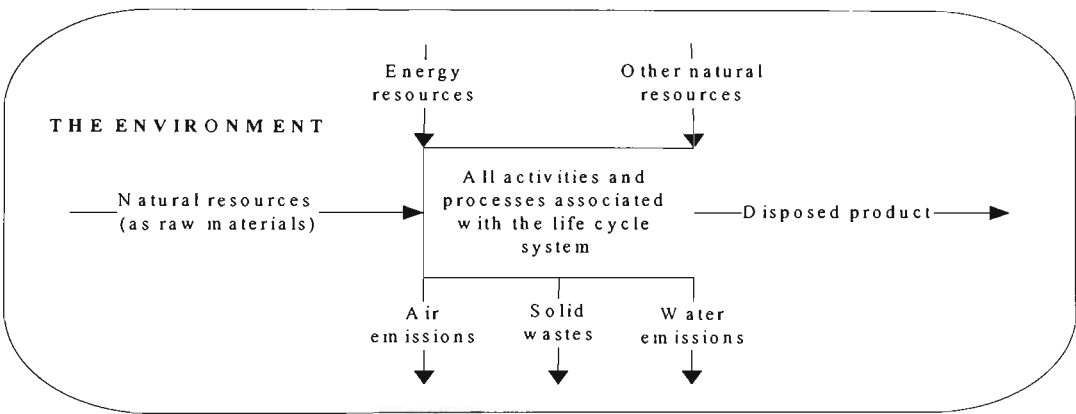 Energy
resources
Other natural
resources
THE ENVIRONMENT
Natural resources
(as raw materials)
All activities and
processes associated
with the life cycle
system
Disposed product
Air
emissions
Solid
wastes
Water
emissions